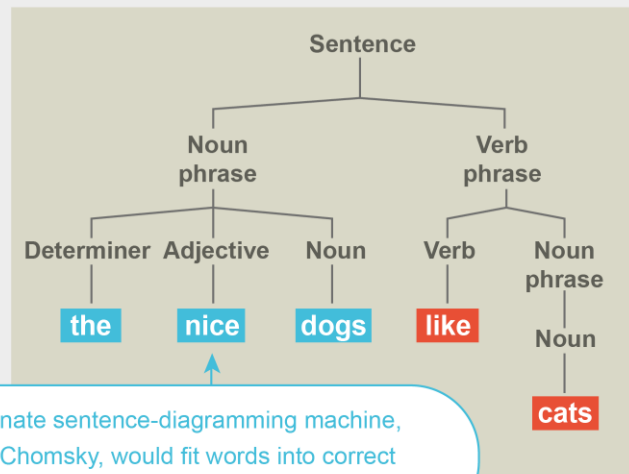 Sentence
Noun phrase
Verb phrase
Determiner Adjective Noun Verb Noun phrase
the nice dogs like Noun
cats
nate sentence-diagramming machine,
Chomsky, would fit words into correct